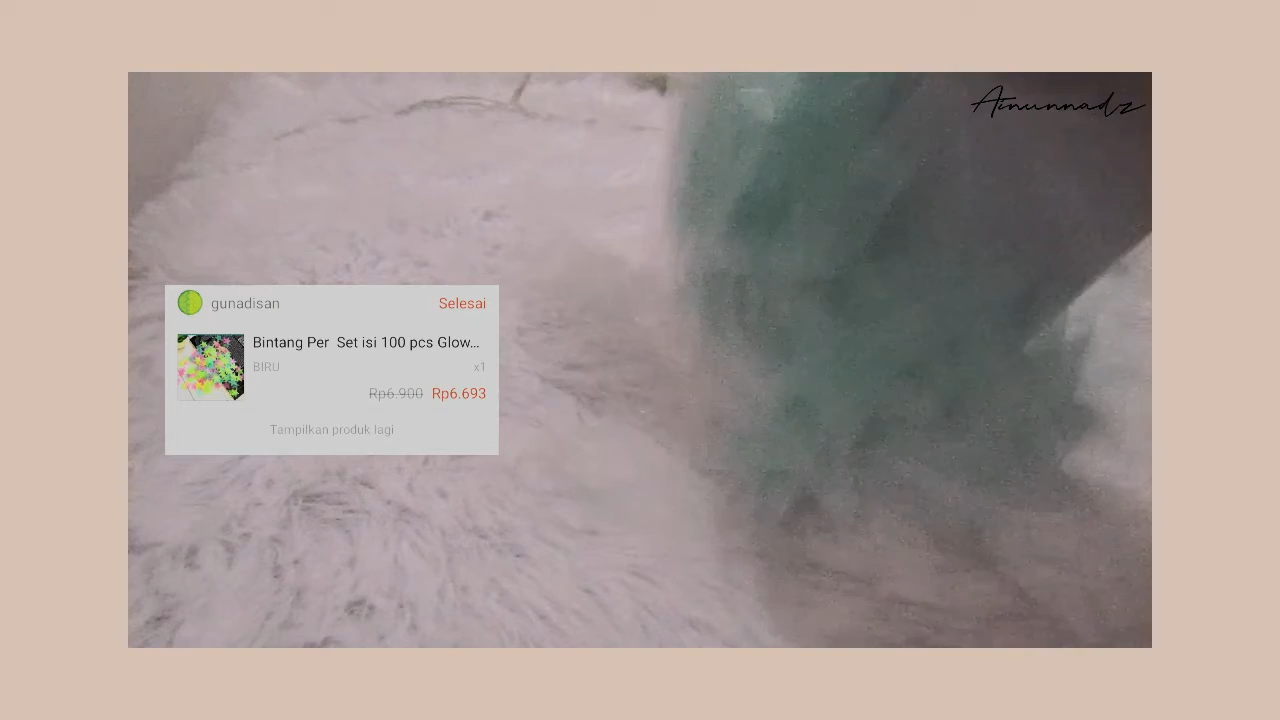 Ainunnadz
gunadisan
Selesai
Bintang Per Set isi 100 pcs Glow...
BIRU
x1
Rp6.900 Rp6.693
Tampilkan produk lagi